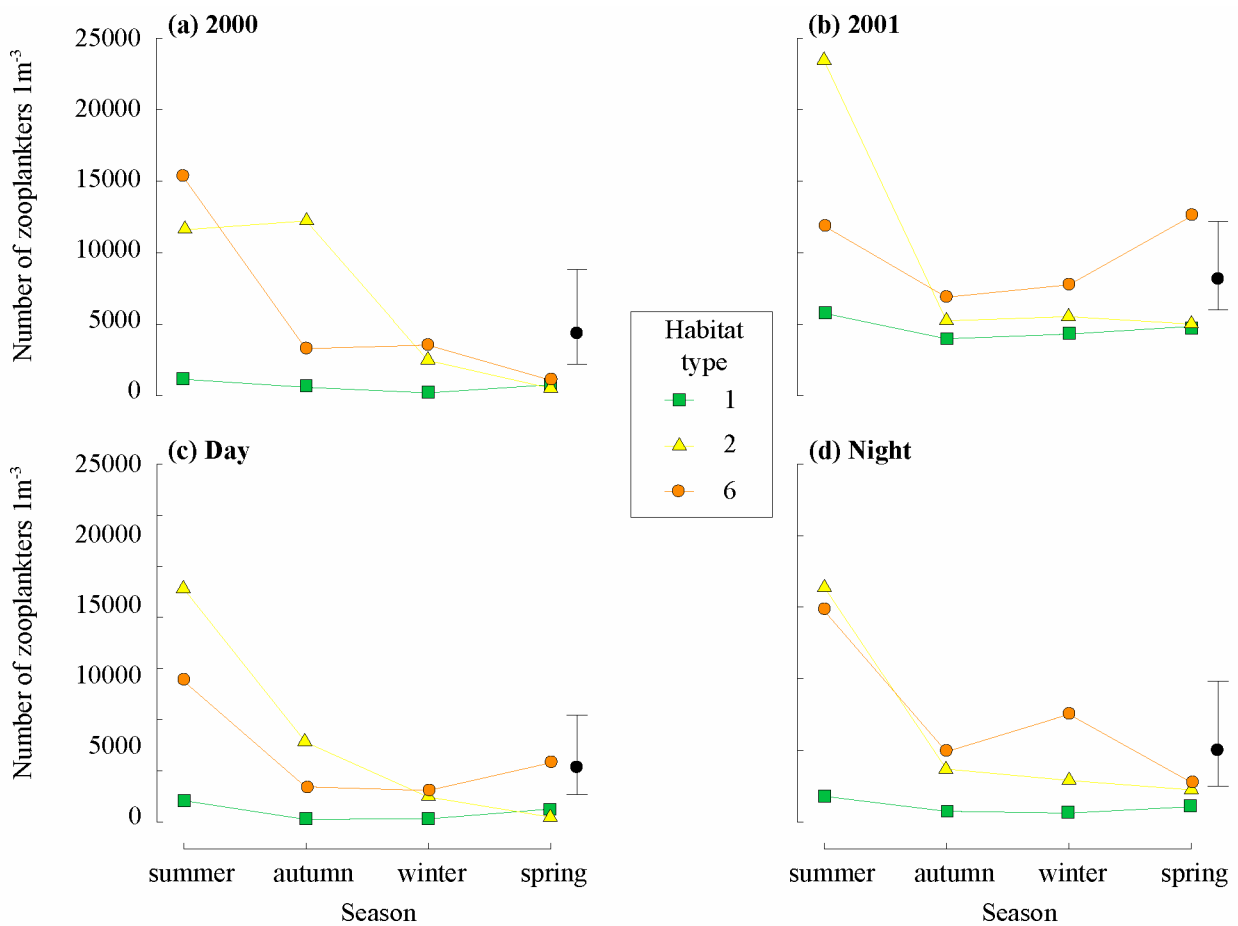 (a) 2000
(b) 2001
Number of zooplankters 1m-3
25000
20000
15000
10000
5000
0
Habitat
type
1
2
6
(c) Day
(d) Night
Number of zooplankters 1m-3
25000
20000
15000
10000
5000
0
summer autumn winter spring
summer autumn winter spring
Season
Season